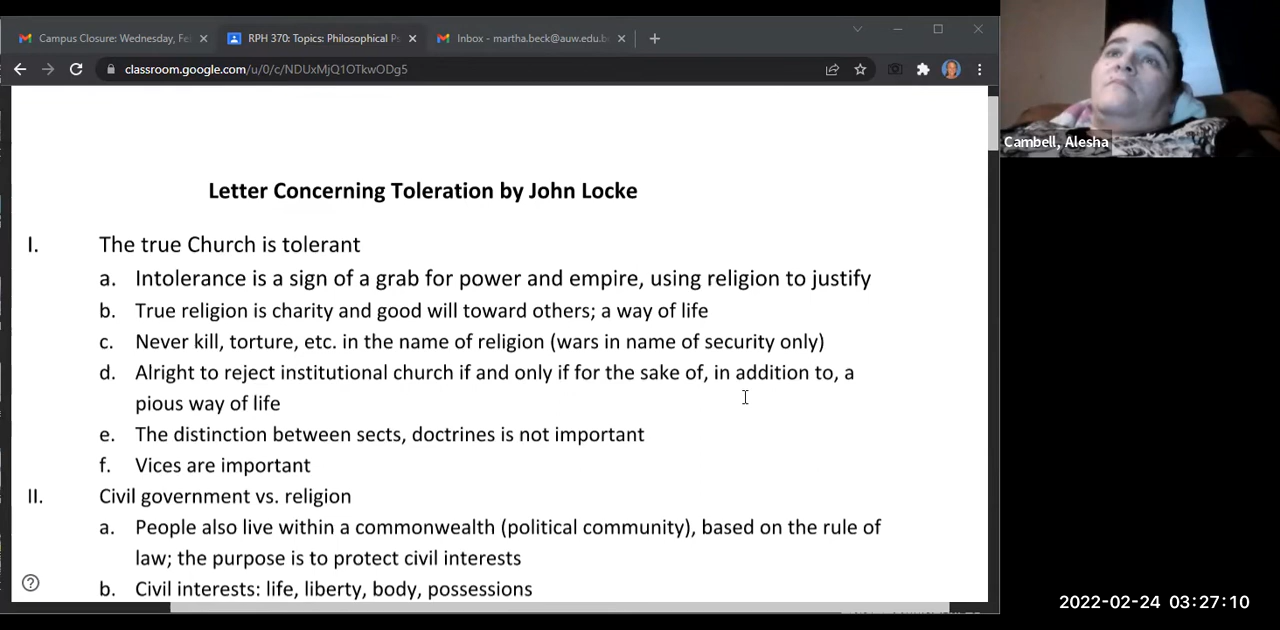 Campus Closure: Wednesday, Fe
RPH 370: Topics: Philosophical P
Inbox - martha.beck@auw.edu.b
classroom.google.com/u/0/c/NDUxMjQ1OTkwODg5
Cambell, Alesha
Letter Concerning Toleration by John Locke
I. The true Church is tolerant
a. Intolerance is a sign of a grab for power and empire, using religion to justify
b. True religion is charity and good will toward others; a way of life
c. Never kill, torture, etc. in the name of religion (wars in name of security only)
d. Alright to reject institutional church if and only if for the sake of, in addition to, a
pious way of life
e. The distinction between sects, doctrines is not important
f. Vices are important
II. Civil government vs. religion
a. People also live within a commonwealth (political community), based on the rule of
law; the purpose is to protect civil interests
b. Civil interests: life, liberty, body, possessions
2022-02-24 03:27:10